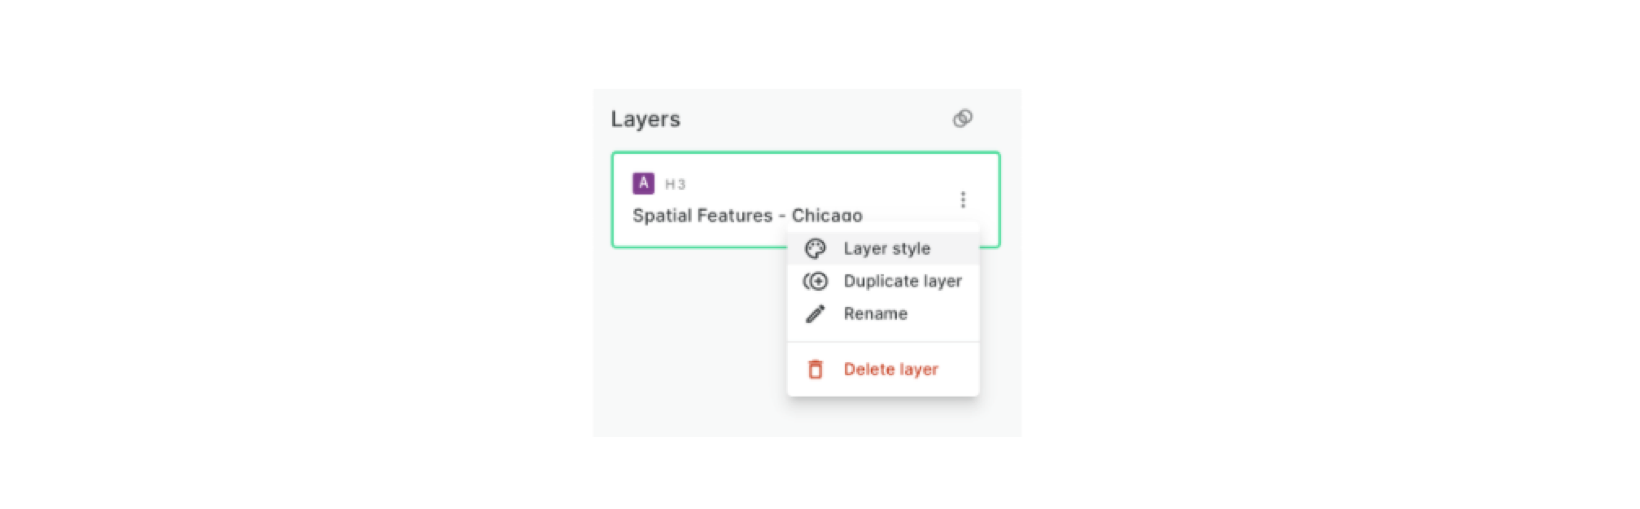 Layers
A H3
Spatial Features - Chicago
Layer style
Duplicate layer
Rename
Delete layer